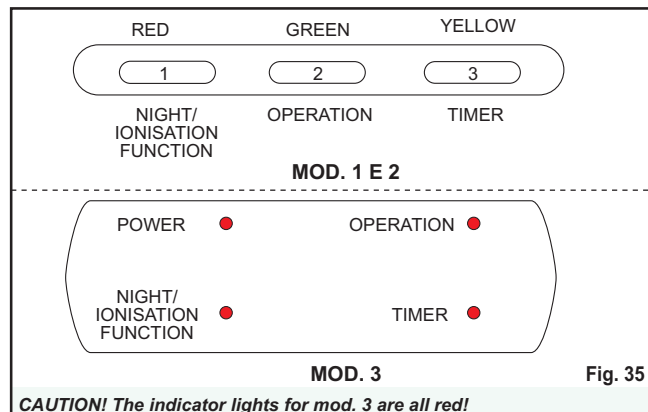 RED GREEN YELLOW
1 2 3
NIGHT/
IONISATION
FUNCTION
OPERATION
TIMER
MOD. 1 E 2
POWER
OPERATION
NIGHT/
IONISATION
FUNCTION
TIMER
MOD. 3
Fig. 35
CAUTION! The indicator lights for mod. 3 are all red!